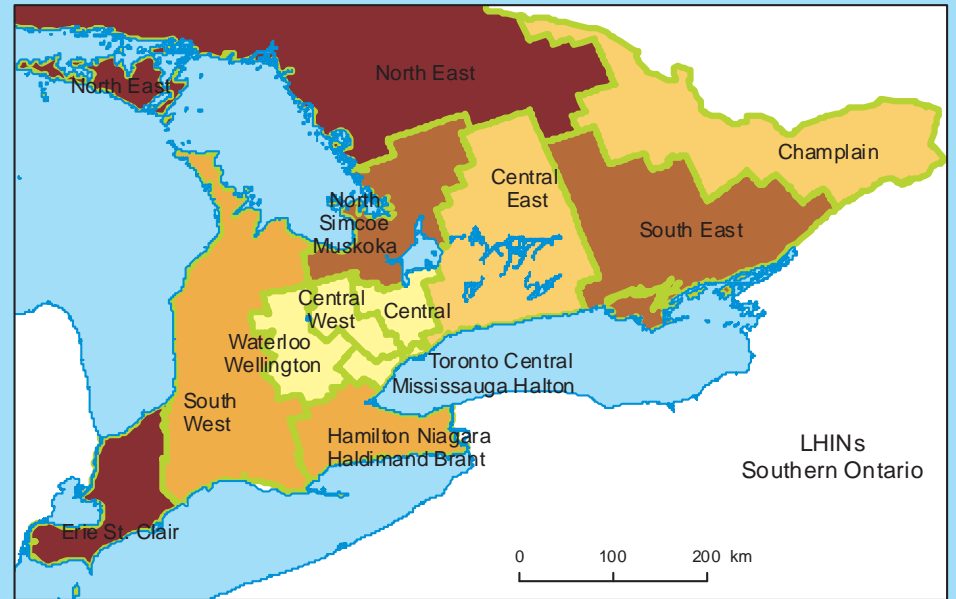 North East
North East
Champlain
Central
East
North
Simcoe
Muskoka
South East
Central
West
Central
Waterloo
Wellington
Toronto Central
Mississauga Halton
South
West
Hamilton Niagara
Haldimand Brant
LHINs
Southern Ontario
Erie St. Clair
0 100 200 km